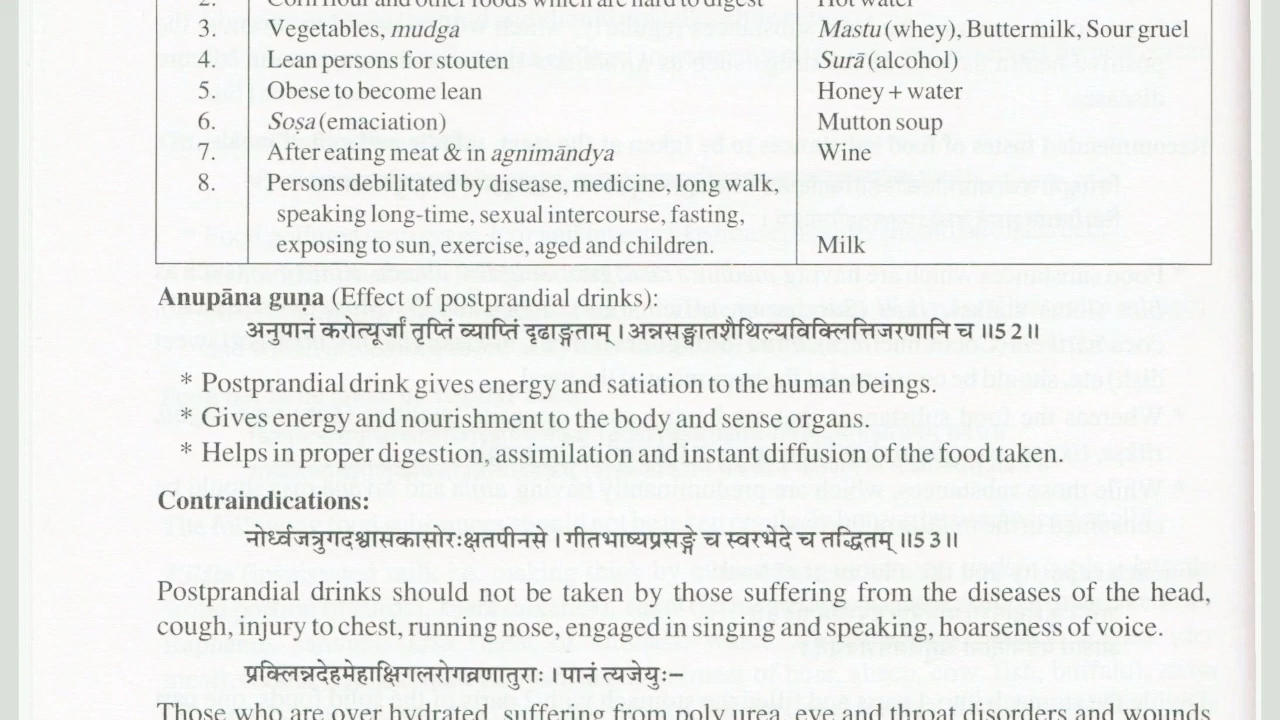 2. Corn flour and other foods which are hard to digest Hot water
3. Vegetables, mudga Mastu (whey), Buttermilk, Sour gruel
4. Lean persons for stouten Surā (alcohol)
5. Obese to become lean Honey + water
6. Soṣa (emaciation) Mutton soup
7. After eating meat & in agnimāndya Wine
8. Persons debilitated by disease, medicine, long walk,
speaking long-time, sexual intercourse, fasting,
exposing to sun, exercise, aged and children. Milk
Anupāna guṇa (Effect of postprandial drinks):
अनुपानं करोत्यूर्जां तृप्तिं व्याप्तिं दृढाङ्गताम् । अन्नसङ्घातशैथिल्यविक्लित्तिजरणानि च ॥52॥
* Postprandial drink gives energy and satiation to the human beings.
* Gives energy and nourishment to the body and sense organs.
* Helps in proper digestion, assimilation and instant diffusion of the food taken.
Contraindications:
नोर्ध्वजत्रुगदश्वासकासोरःक्षतपीनसे । गीतभाष्यप्रसङ्गे च स्वरभेदे च तद्धितम् ॥53॥
Postprandial drinks should not be taken by those suffering from the diseases of the head,
cough, injury to chest, running nose, engaged in singing and speaking, hoarseness of voice.
प्रक्लिन्नदेहमेहाक्षिगलरोगव्रणातुराः । पानं त्यजेयुः–
Those who are over hydrated, suffering from poly urea, eye and throat disorders and wounds